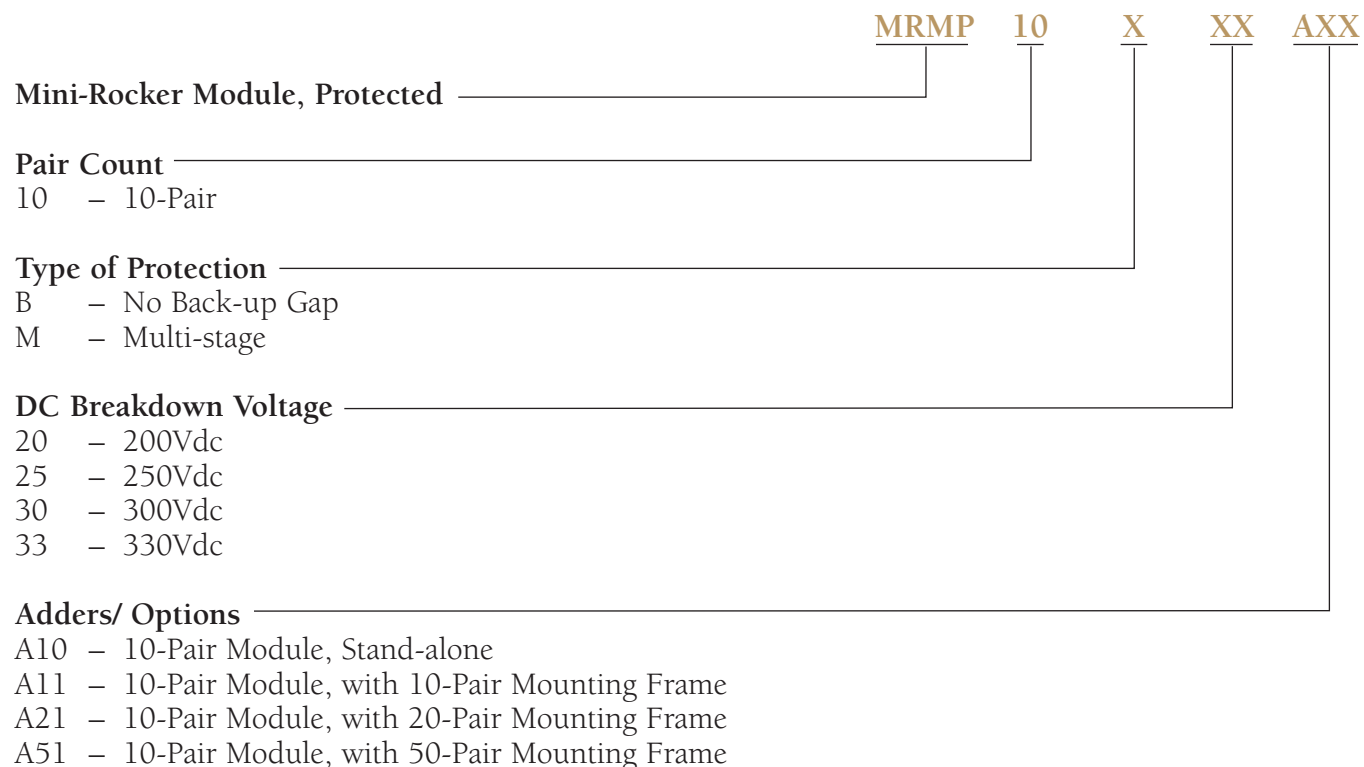 MRMP 10 X XX AXX
Mini-Rocker Module, Protected
Pair Count
10 – 10-Pair
Type of Protection
B – No Back-up Gap
M – Multi-stage
DC Breakdown Voltage
20 – 200Vdc
25 – 250Vdc
30 – 300Vdc
33 – 330Vdc
Adders/ Options
A10 – 10-Pair Module, Stand-alone
A11 – 10-Pair Module, with 10-Pair Mounting Frame
A21 – 10-Pair Module, with 20-Pair Mounting Frame
A51 – 10-Pair Module, with 50-Pair Mounting Frame